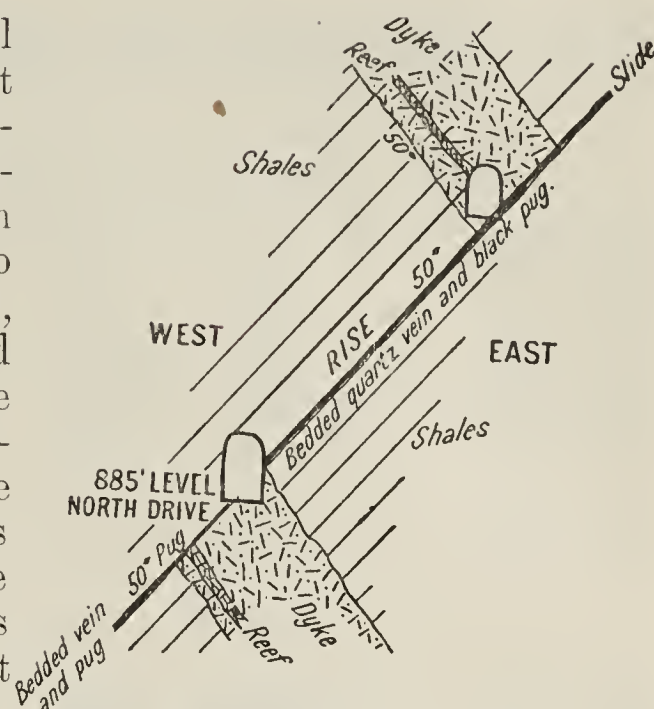 Dyke
Reef
Slide
50°
Shales
50°
Bedded quartz vein and black pug.
RISE
WEST
EAST
Shales
885' LEVEL
NORTH DRIVE
50° Pug
Bedded vein
and pug
Dyke
Reef